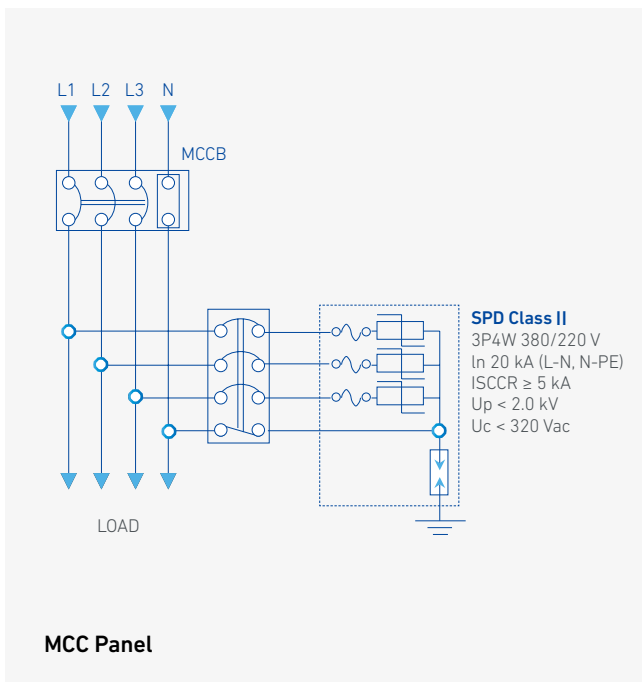 L1 L2 L3 N
MCCB
SPD Class II
3P4W 380/220 V
In 20 kA (L-N, N-PE)
ISCCR ≥ 5 kA
Up < 2.0 kV
Uc < 320 Vac
LOAD
MCC Panel